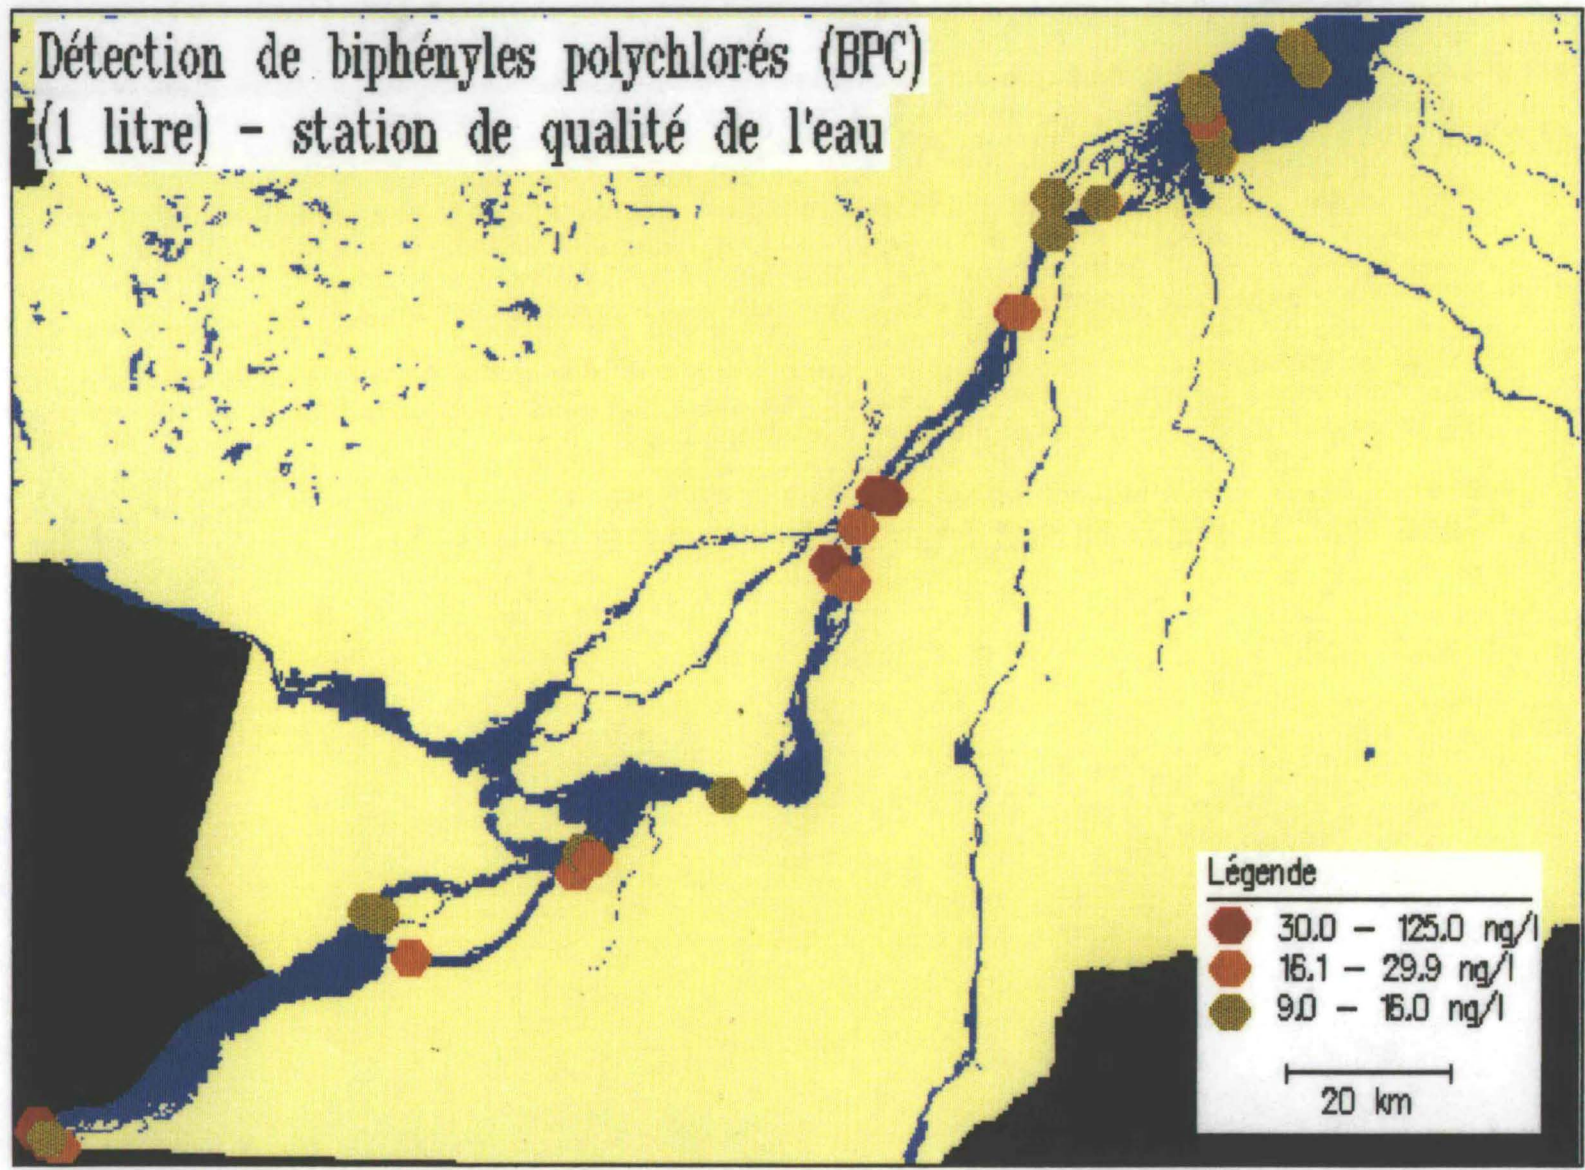 Détection de biphényles polychlorés (BPC)
(1 litre) - station de qualité de l'eau
Légende
30.0 - 125.0 ng/l
16.1 - 29.9 ng/l
9.0 - 16.0 ng/l
20 km